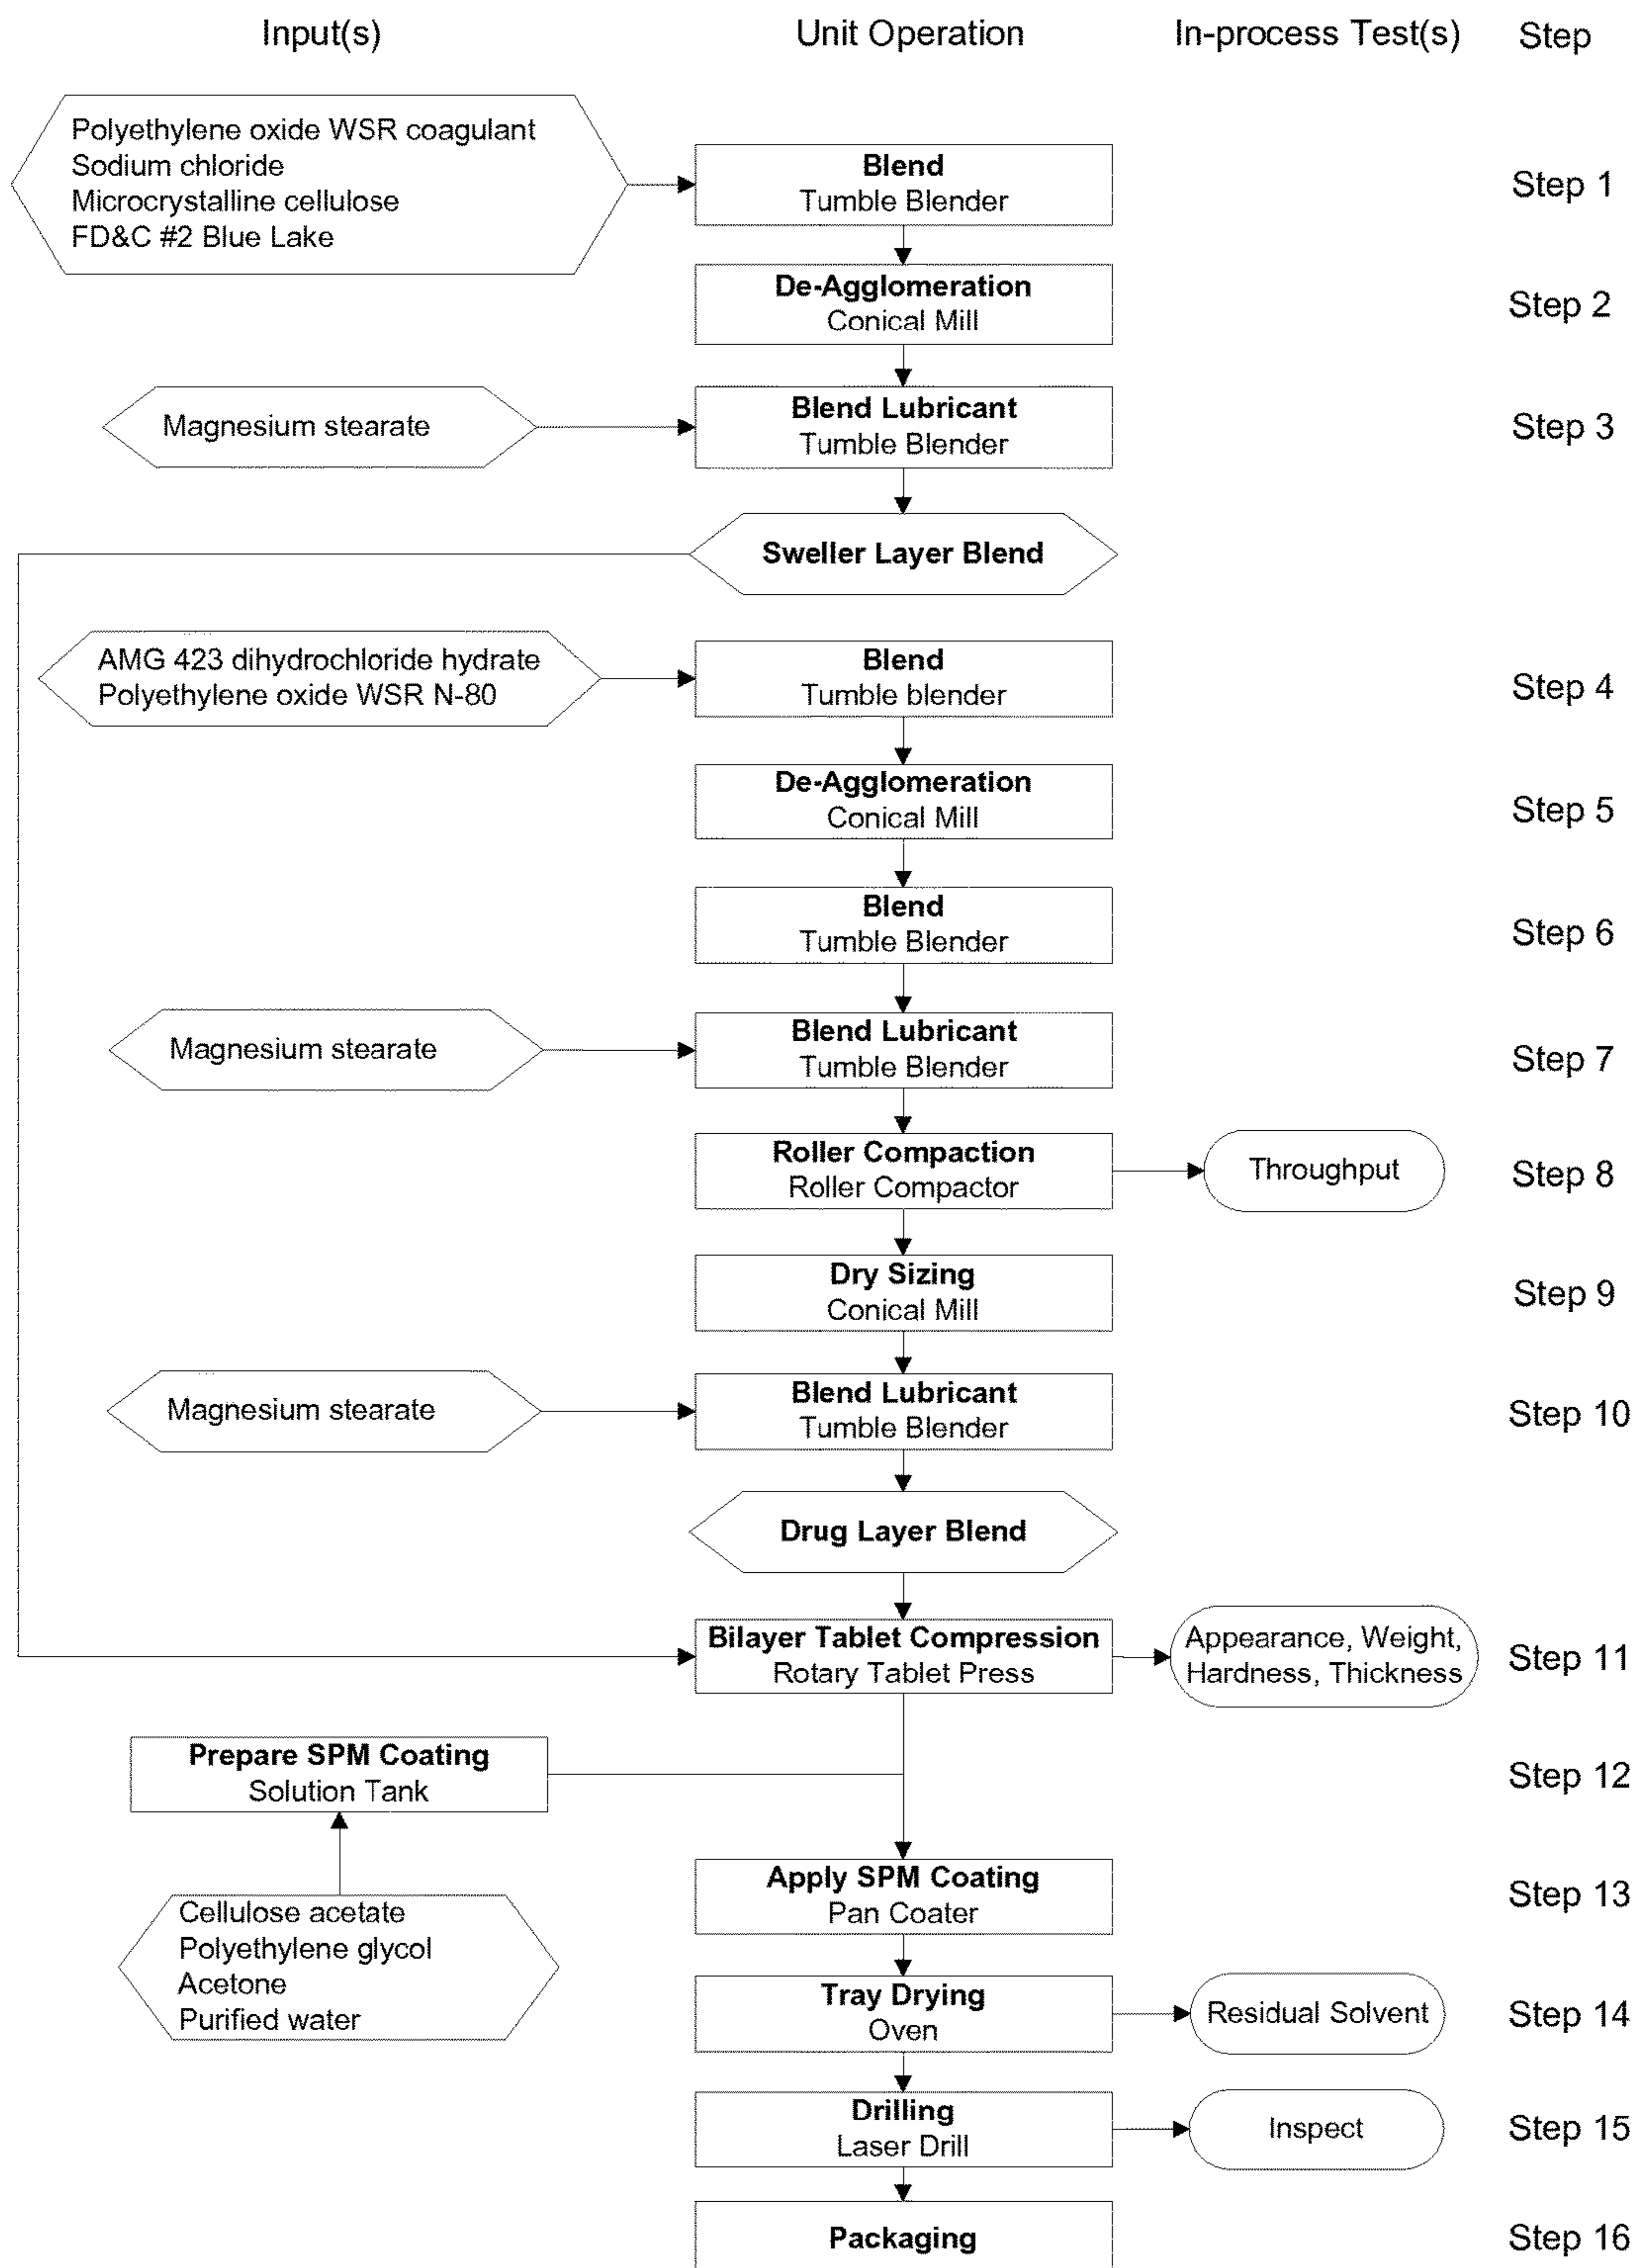 Input(s) Unit Operation In-process Test(s) Step
Polyethylene oxide WSR coagulant
Sodium chloride
Microcrystalline cellulose
FD&C #2 Blue Lake
Blend
Tumble Blender
Step 1
De-Agglomeration
Conical Mill
Step 2
Magnesium stearate
Blend Lubricant
Tumble Blender
Step 3
Sweller Layer Blend
AMG 423 dihydrochloride hydrate
Polyethylene oxide WSR N-80
Blend
Tumble blender
Step 4
De-Agglomeration
Conical Mill
Step 5
Blend
Tumble Blender
Step 6
Magnesium stearate
Blend Lubricant
Tumble Blender
Step 7
Roller Compaction
Roller Compactor
Throughput
Step 8
Dry Sizing
Conical Mill
Step 9
Magnesium stearate
Blend Lubricant
Tumble Blender
Step 10
Drug Layer Blend
Bilayer Tablet Compression
Rotary Tablet Press
Appearance, Weight,
Hardness, Thickness
Step 11
Prepare SPM Coating
Solution Tank
Step 12
Cellulose acetate
Polyethylene glycol
Acetone
Purified water
Apply SPM Coating
Pan Coater
Step 13
Tray Drying
Oven
Residual Solvent
Step 14
Drilling
Laser Drill
Inspect
Step 15
Packaging
Step 16